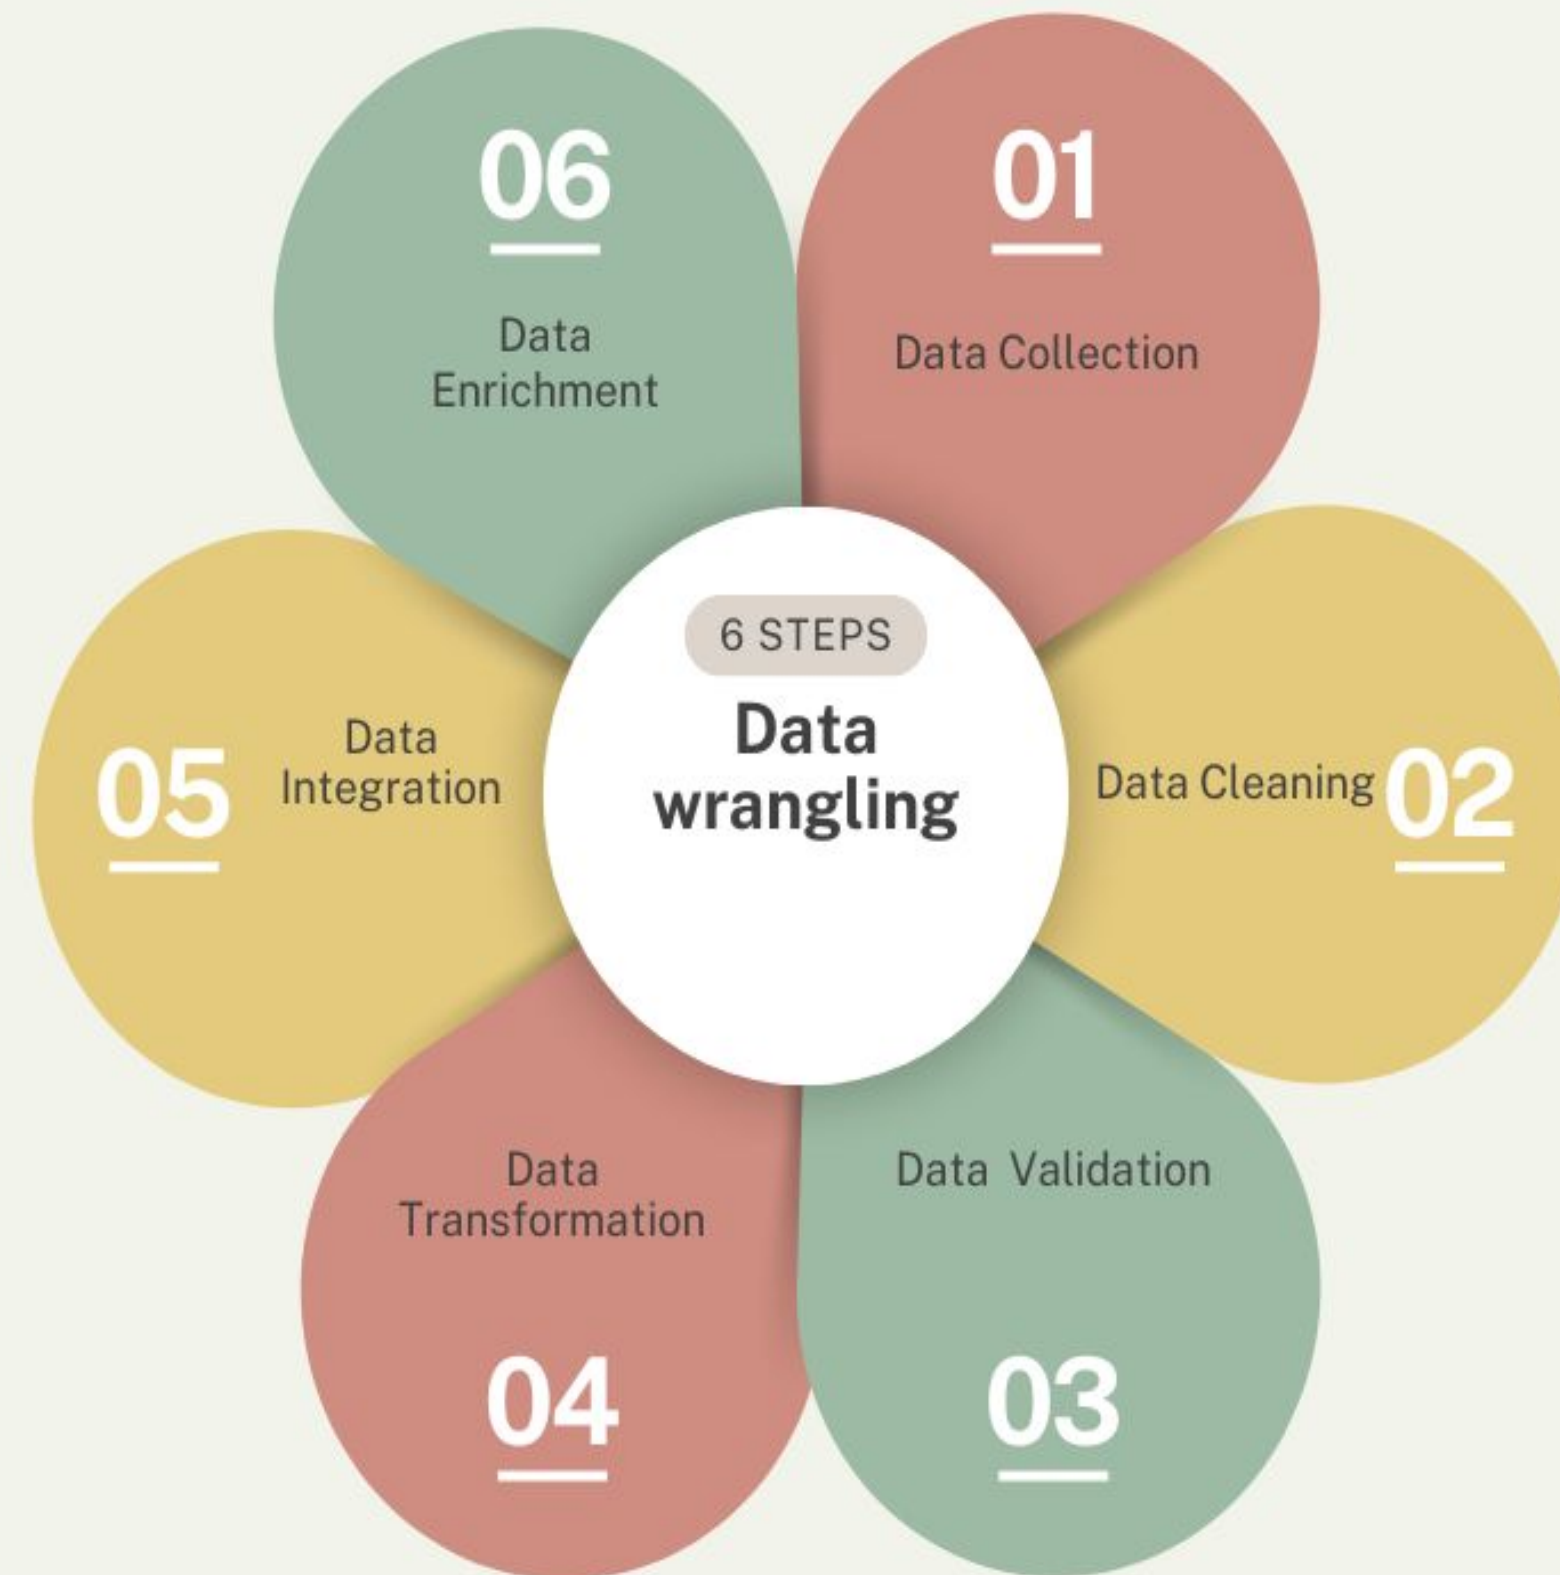 6 STEPS
Data
wrangling
01
Data Collection
Data Cleaning 02
Data  Validation
03
Data
Transformation
04
05
Data
Integration
06
Data
Enrichment